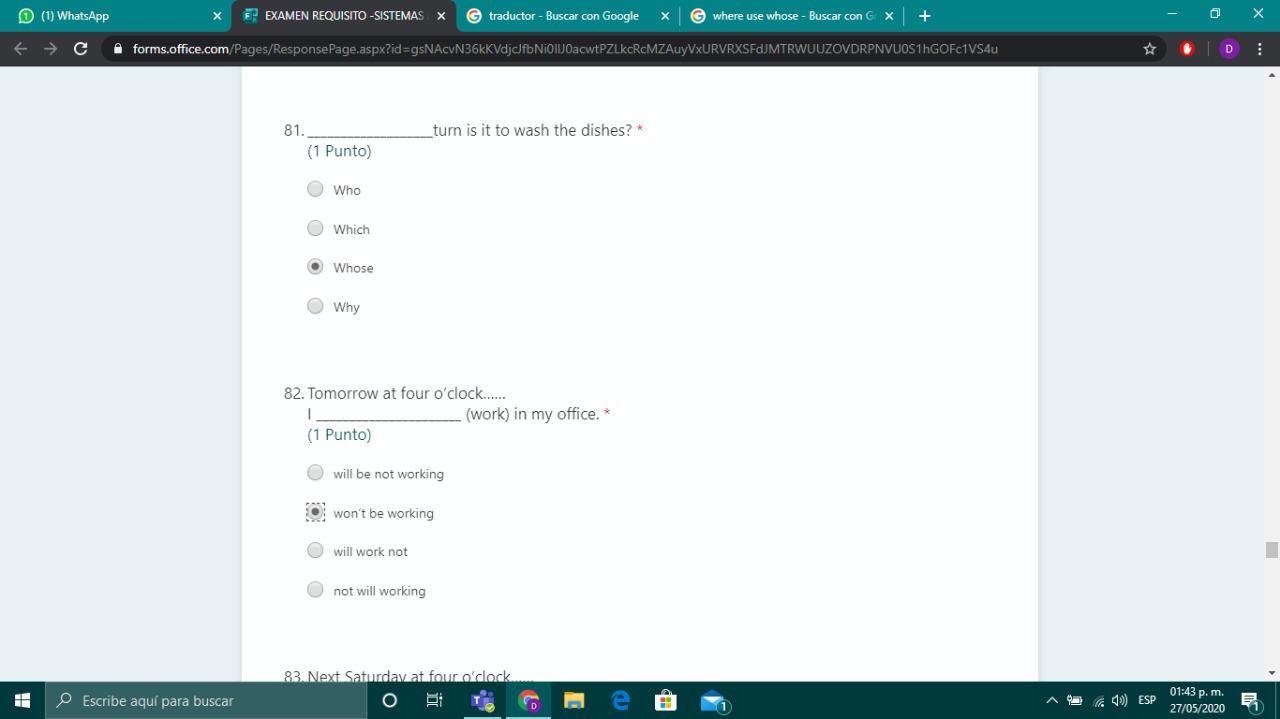 (1) WhatsApp
EXAMEN REQUISITO -SISTEMAS
traductor - Buscar con Google
where use whose - Buscar con G
forms.office.com/Pages/ResponsePage.aspx?id=
D
81. __________________turn is it to wash the dishes? *
(1 Punto)
Who
Which
Whose
Why
82. Tomorrow at four o'clock......
I _____________________ (work) in my office. *
(1 Punto)
will be not working
won't be working
will work not
not will working
83. Next Saturday at four o'clock......
Escribe aquí para buscar
ESP
01:43 p. m.
27/05/2020